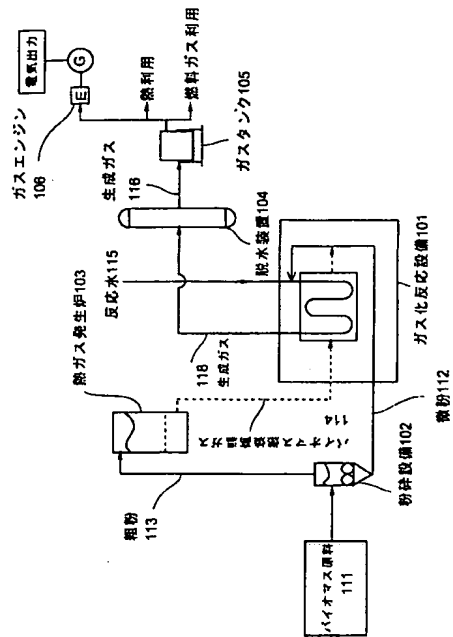 電気出力
G
E
ガスエンジン
106
熱利用
燃料ガス利用
ガスタンク105
生成ガス
116
脱水装置104
反応水115
118
生成ガス
熱ガス発生炉103
ガス化反応設備101
114
粗粉
113
微粉112
粉砕設備102
バイオマス原料
111